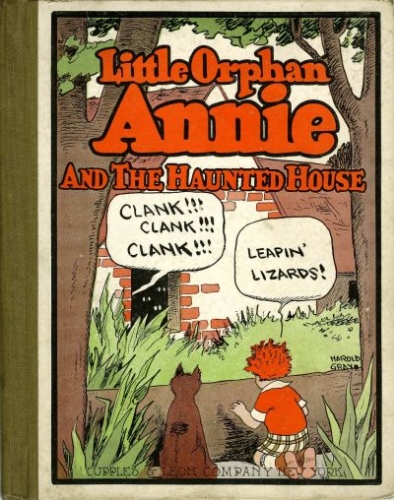 Little Orphan
Annie
AND THE HAUNTED HOUSE
CLANK!!!
CLANK!!!
CLANK!!!
LEAPIN'
LIZARDS!
HAROLD
GRAY
CUPPLES & LEON COMPANY NEW YORK